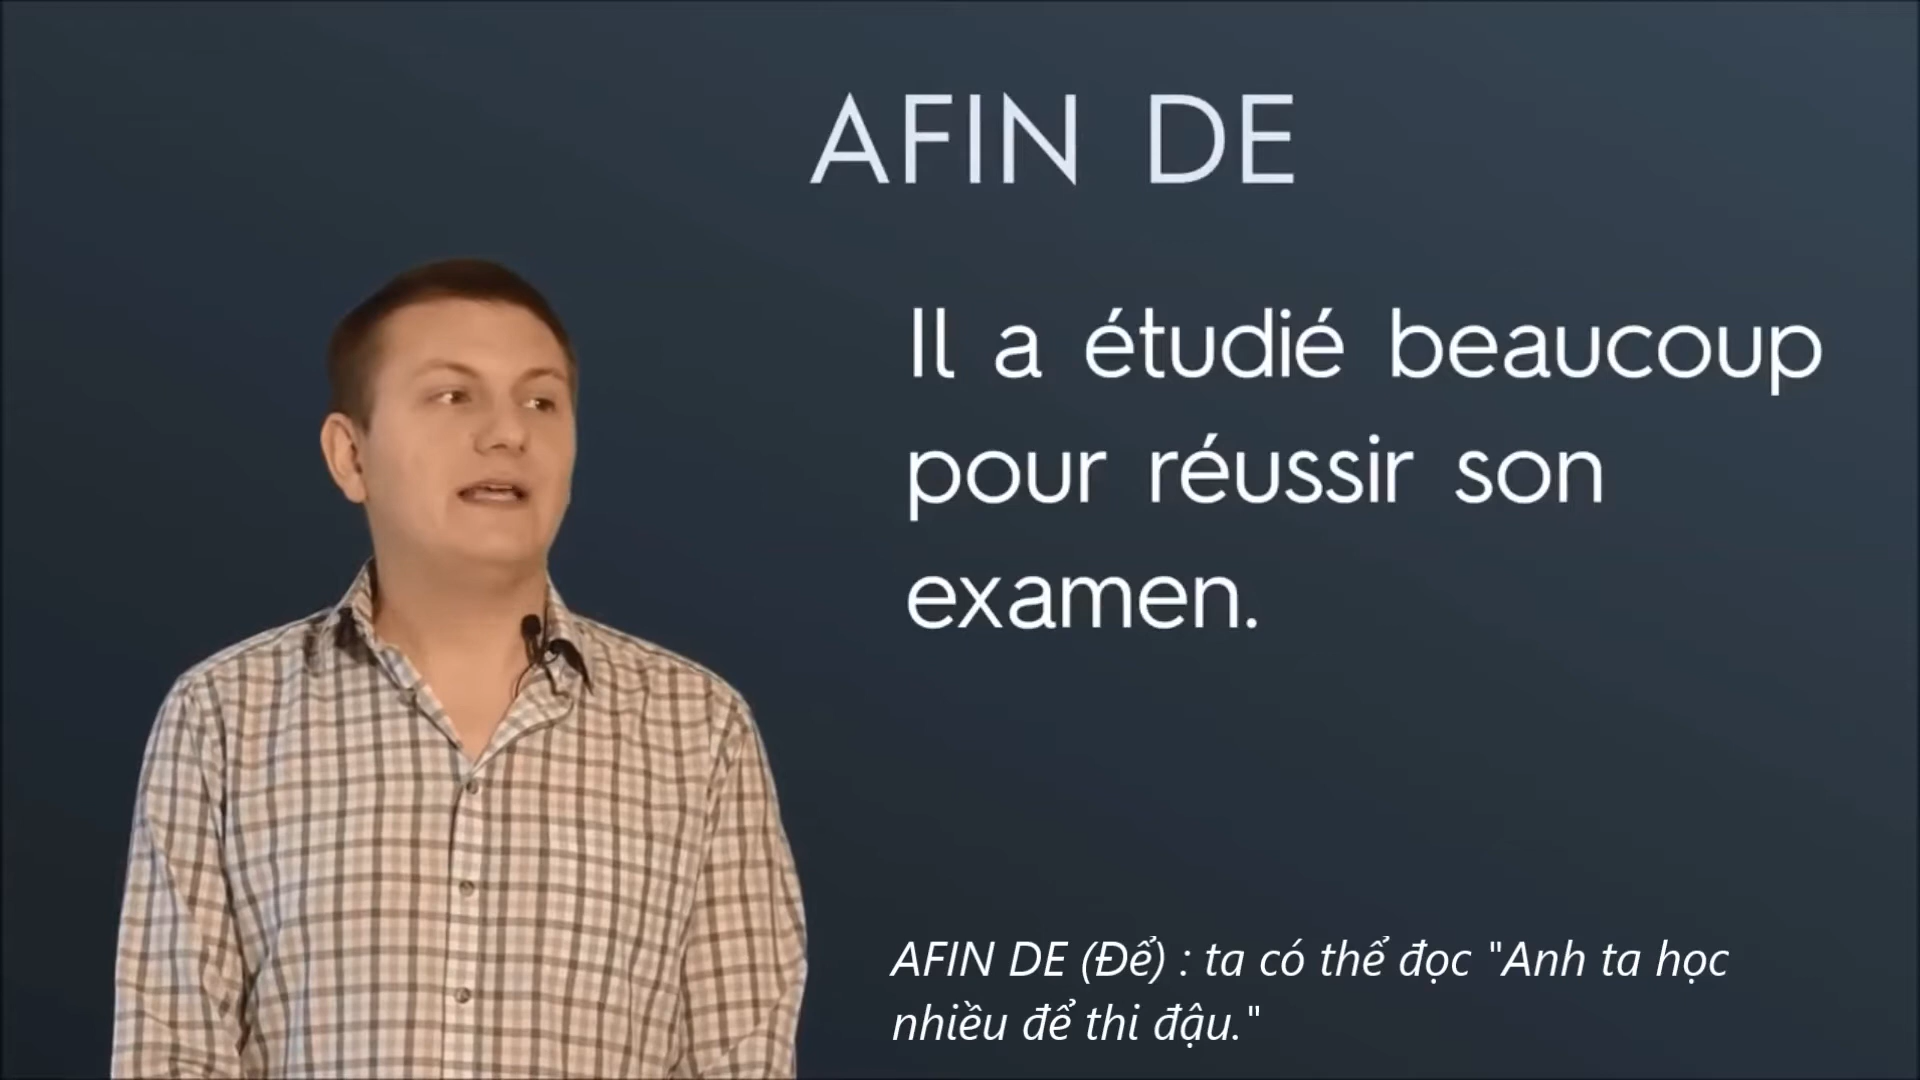 AFIN DE
Il a étudié beaucoup
pour réussir son
examen.
AFIN DE (Để) : ta có thể đọc "Anh ta học
nhiều để thi đậu."